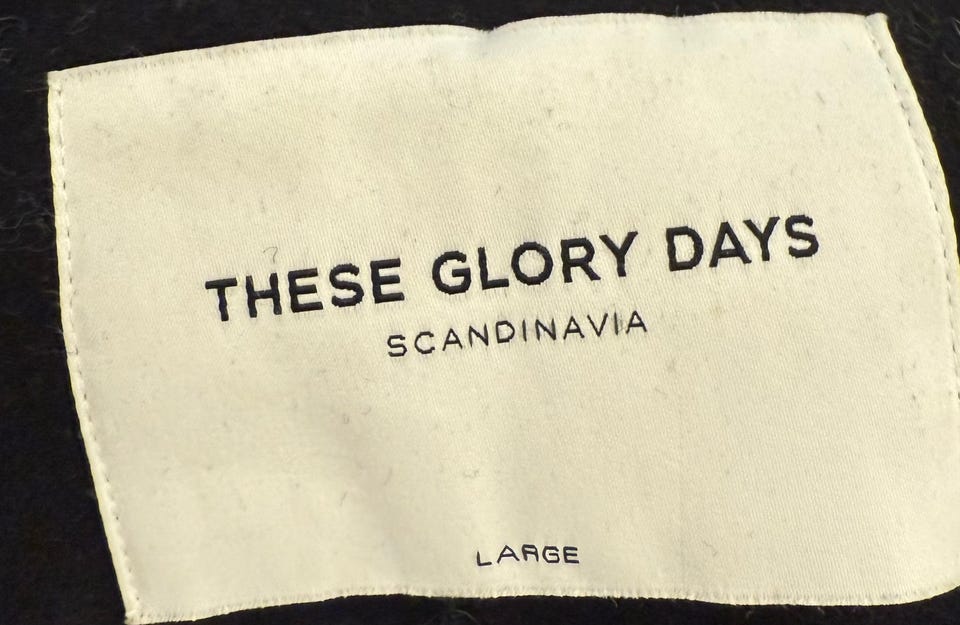 THESE GLORY DAYS
SCANDINAVIA
LARGE